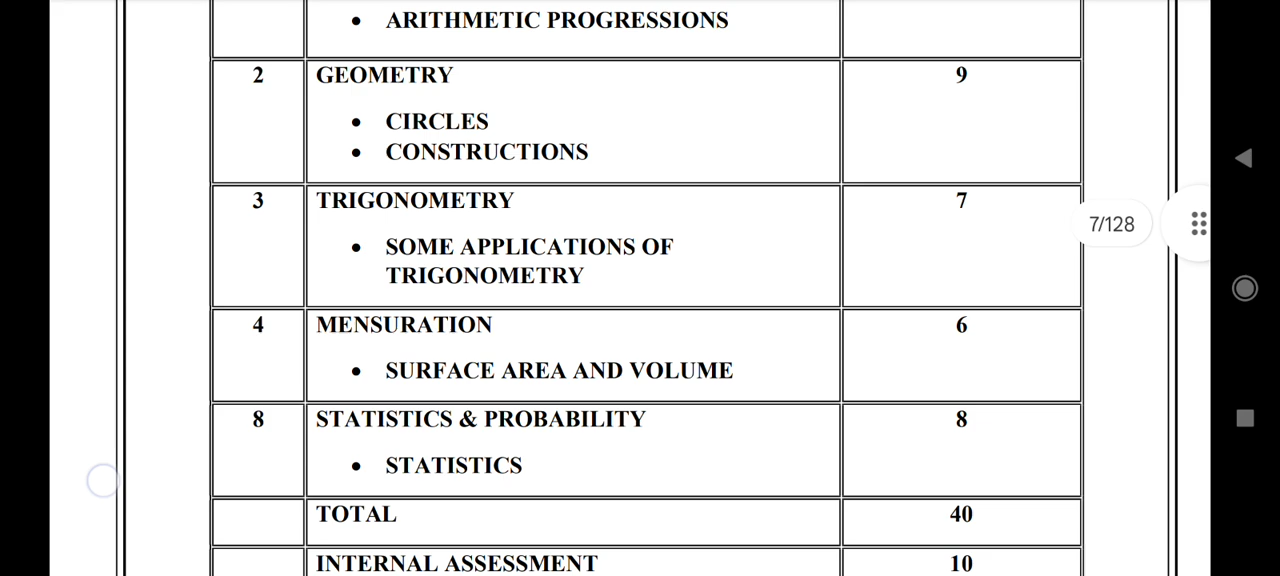 • ARITHMETIC PROGRESSIONS
2 GEOMETRY 9
• CIRCLES
• CONSTRUCTIONS
3 TRIGONOMETRY 7
• SOME APPLICATIONS OF
TRIGONOMETRY
7/128
4 MENSURATION 6
• SURFACE AREA AND VOLUME
8 STATISTICS & PROBABILITY 8
• STATISTICS
TOTAL 40
INTERNAL ASSESSMENT 10